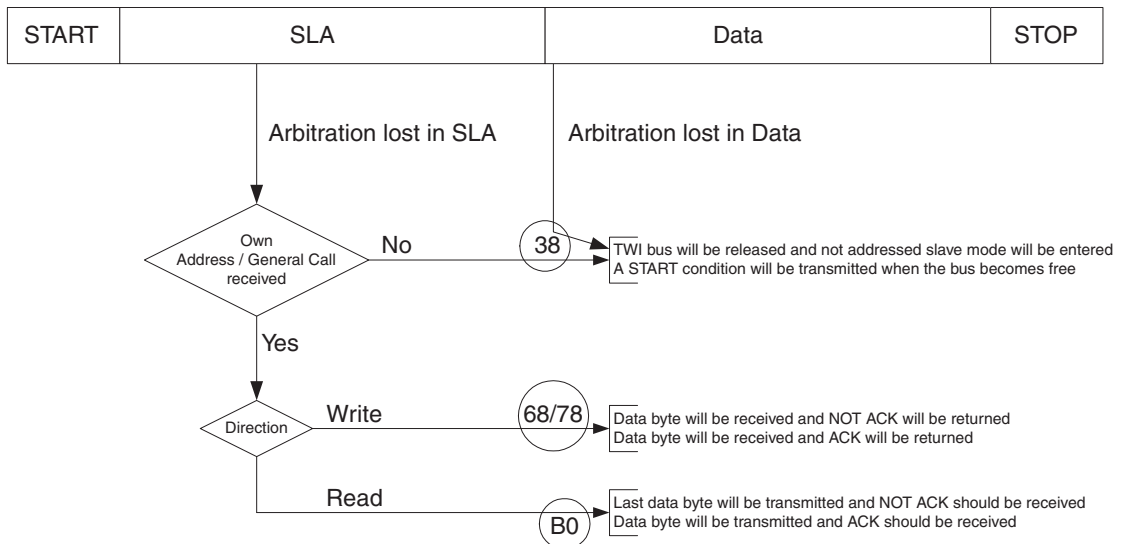 START SLA Data STOP
Arbitration lost in SLA
Arbitration lost in Data
Own
Address / General Call
received
No
38
TWI bus will be released and not addressed slave mode will be entered
A START condition will be transmitted when the bus becomes free
Yes
Direction
Write
68/78
Data byte will be received and NOT ACK will be returned
Data byte will be received and ACK will be returned
Read
B0
Last data byte will be transmitted and NOT ACK should be received
Data byte will be transmitted and ACK should be received